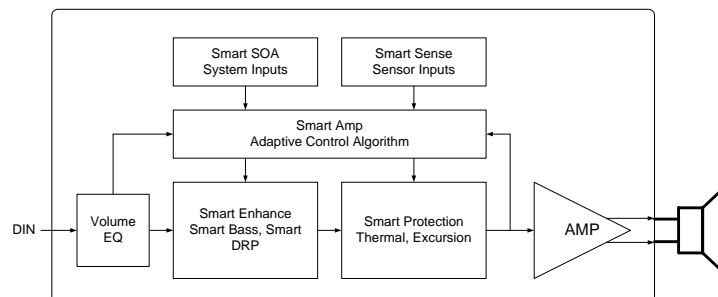 Smart SOA
System Inputs
Smart Sense
Sensor Inputs
Smart Amp
Adaptive Control Algorithm
DIN
Volume
EQ
Smart Enhance
Smart Bass, Smart
DRP
Smart Protection
Thermal, Excursion
AMP